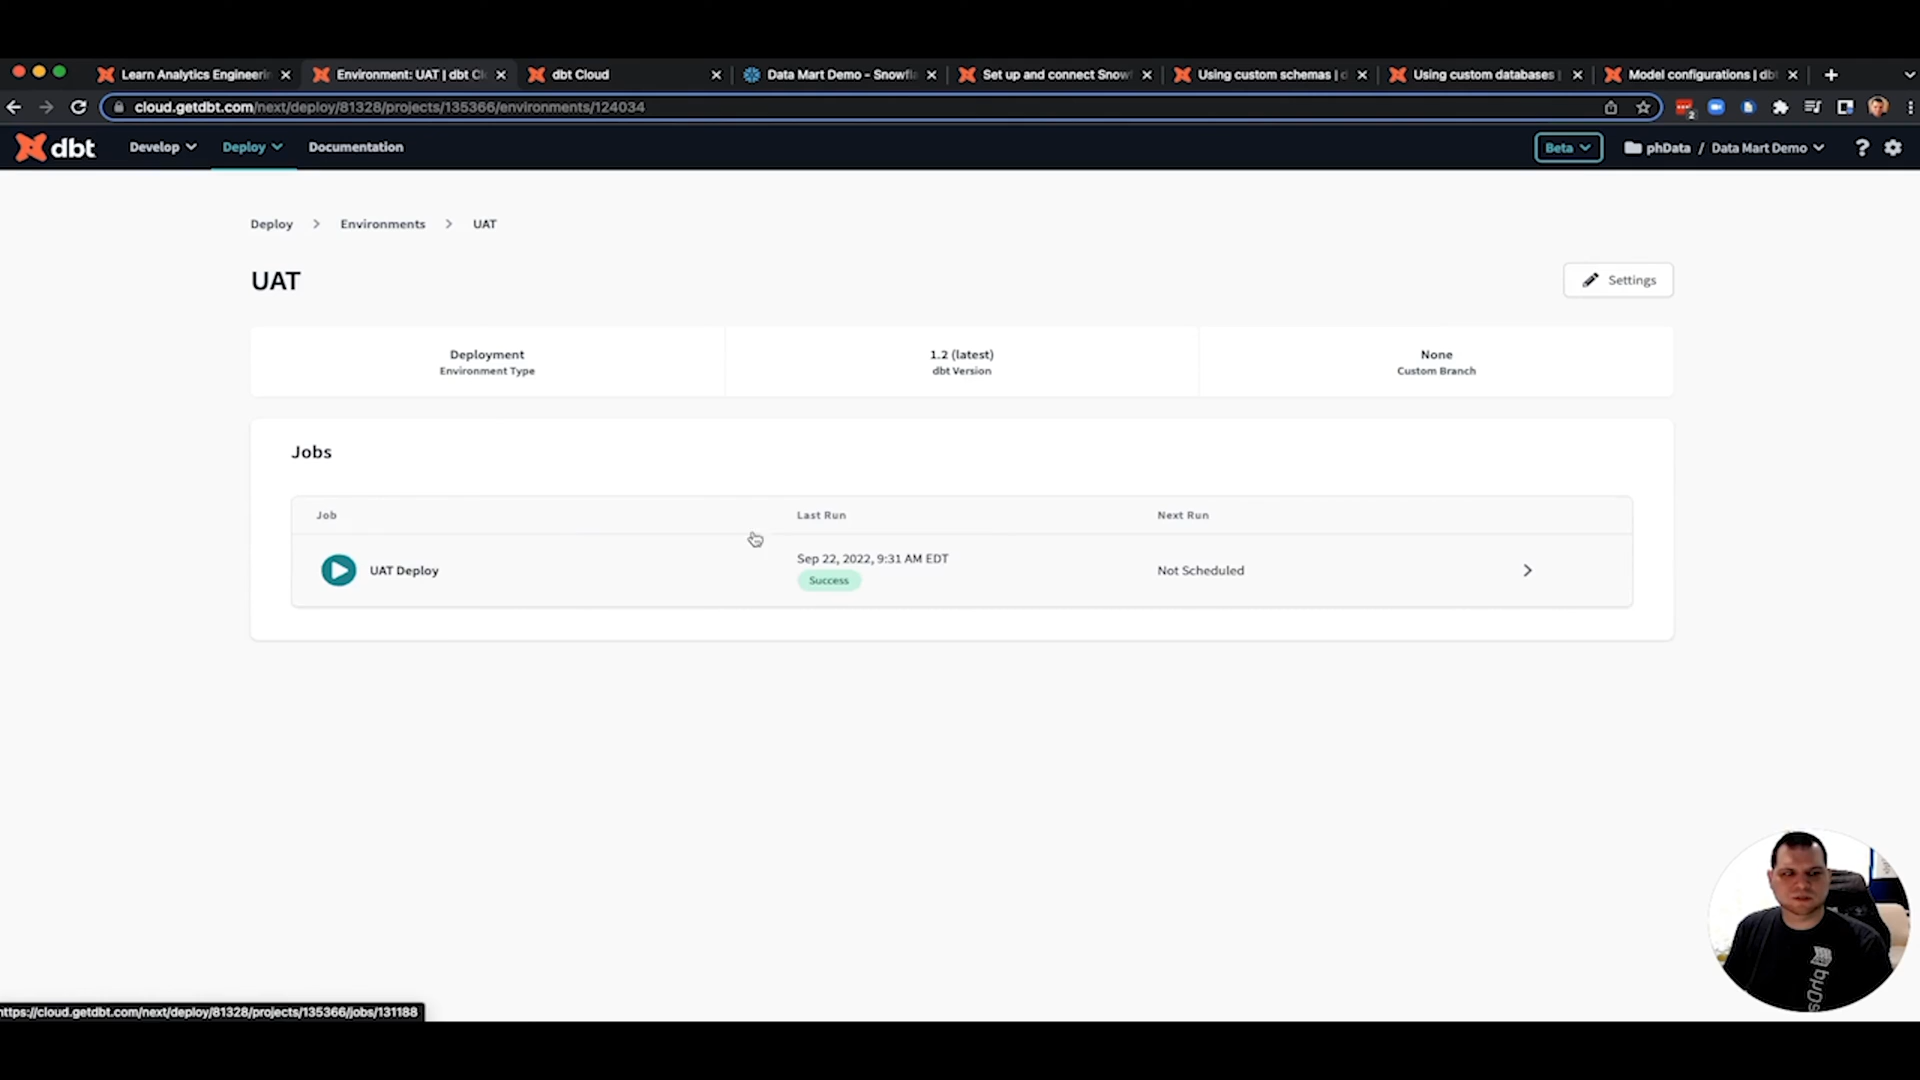 Learn Analytics Engineerin
Environment: UAT | dbt Cl
dbt Cloud
Data Mart Demo - Snowfl
Set up and connect Snow
Using custom schemas | d
Using custom databases |
Model configurations | dbt
cloud.getdbt.com/next/deploy/81328/projects/135366/environments/124034
2
dbt
Develop
Deploy
Documentation
Beta
phData / Data Mart Demo
?
Deploy > Environments > UAT
UAT
Settings
Deployment
Environment Type
1.2 (latest)
dbt Version
None
Custom Branch
Jobs
Job
Last Run
Next Run
UAT Deploy
Sep 22, 2022, 9:31 AM EDT
Success
Not Scheduled
https://cloud.getdbt.com/next/deploy/81328/projects/135366/jobs/131188